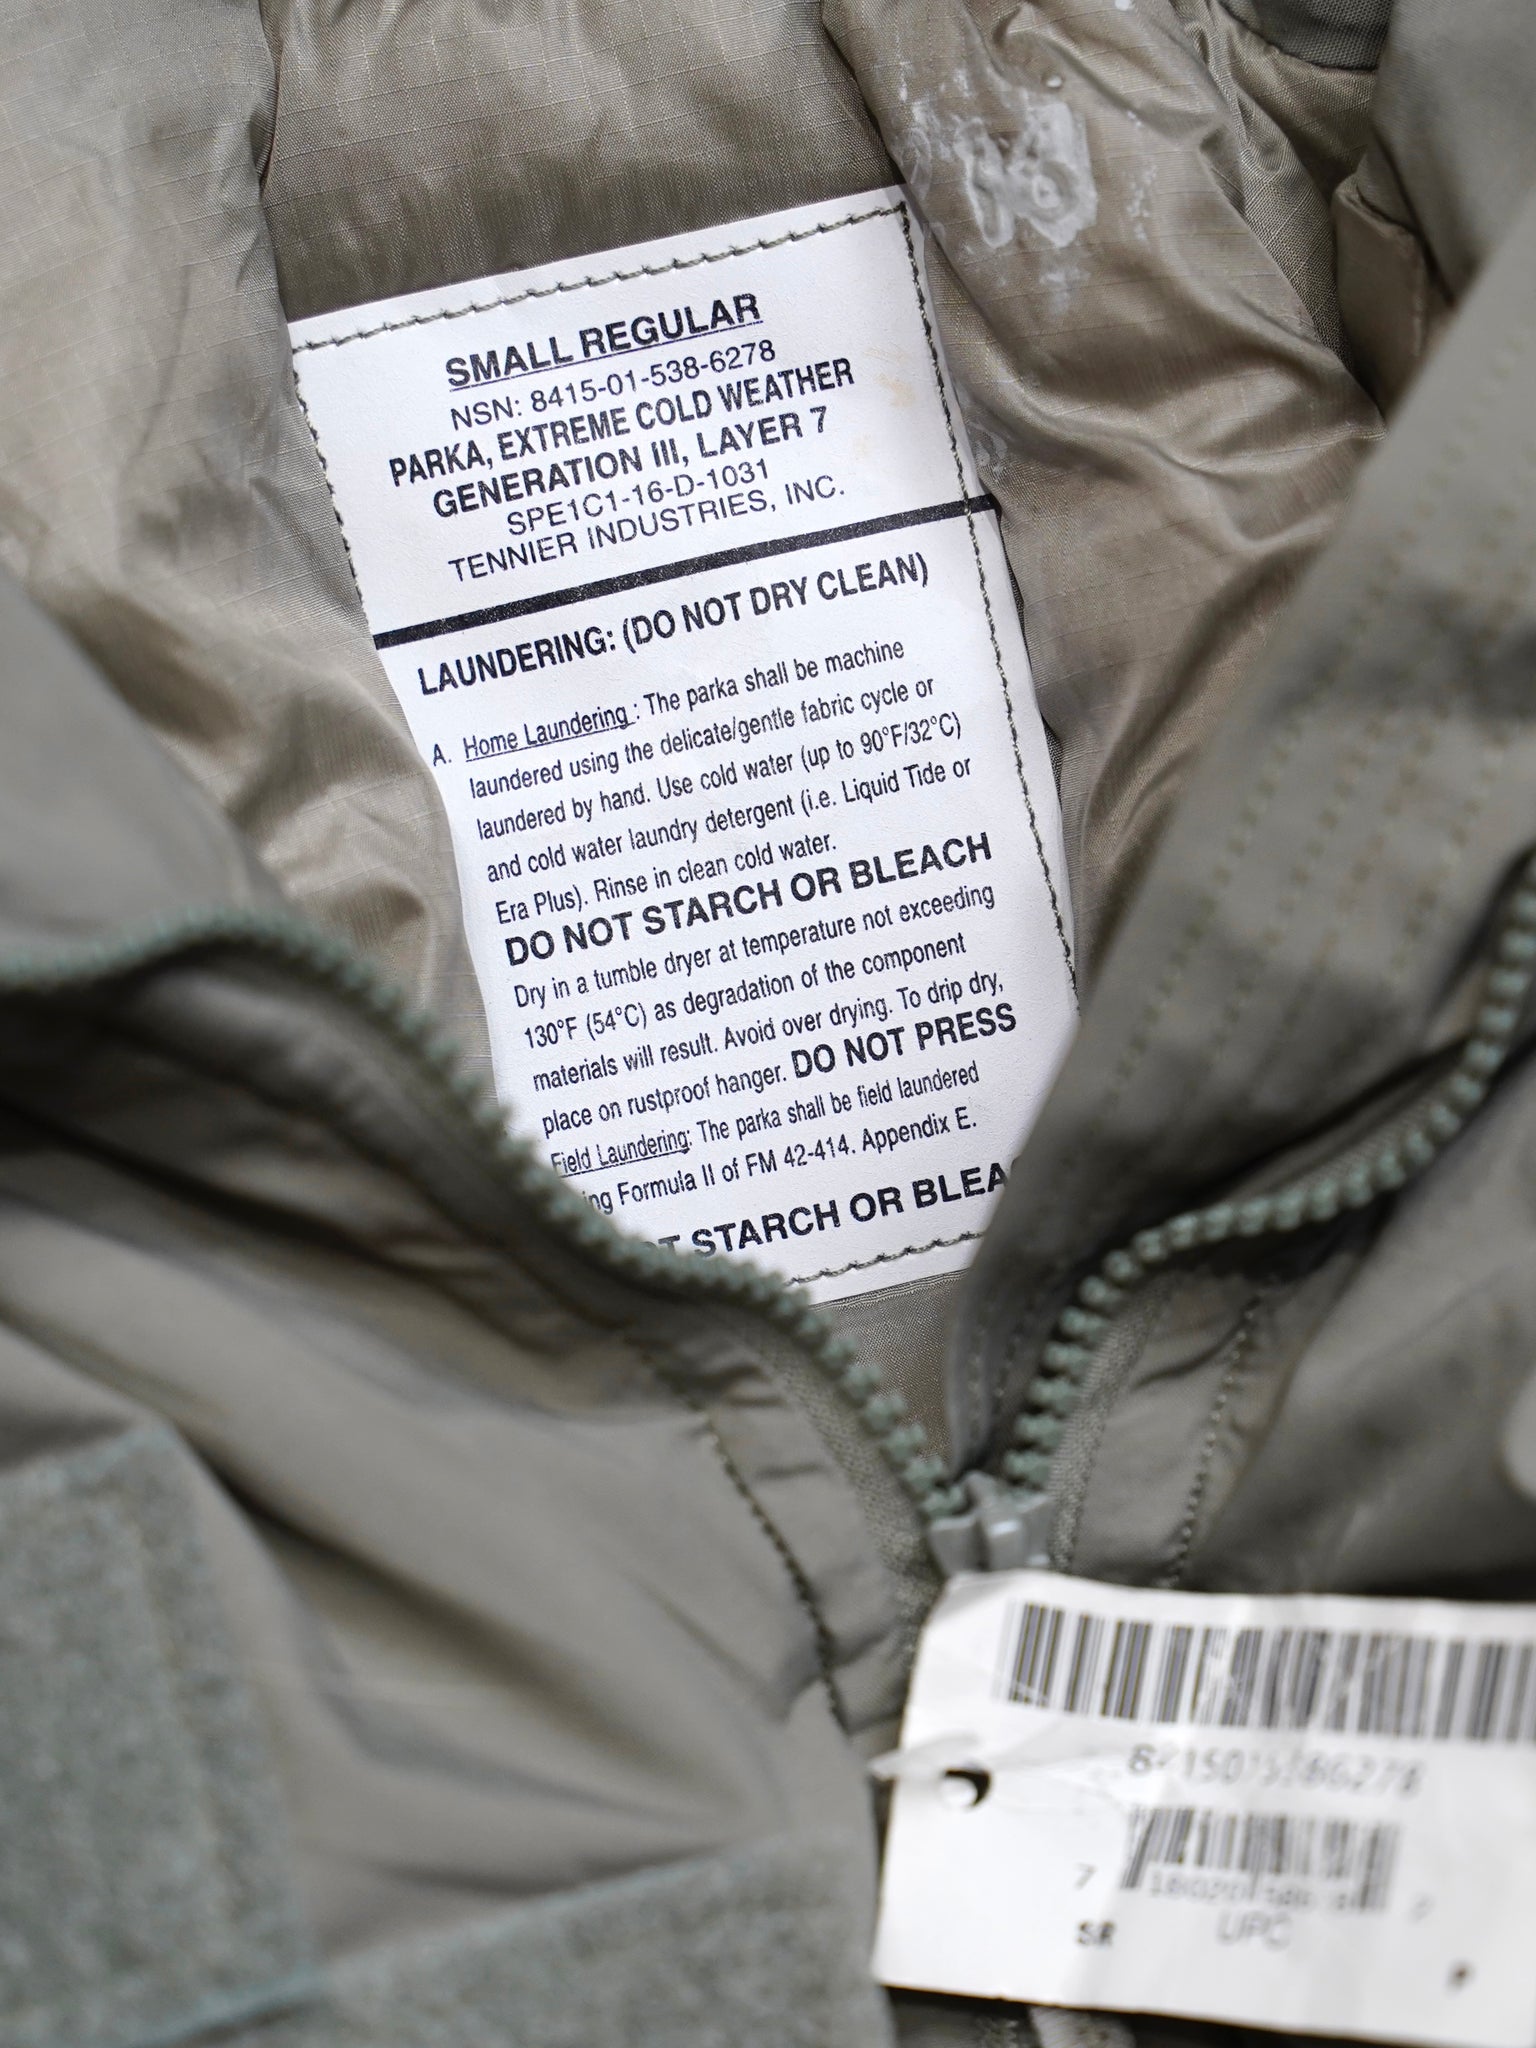 SMALL REGULAR
NSN: 8415-01-538-6278
PARKA, EXTREME COLD WEATHER
GENERATION III, LAYER 7
SPE1C1-16-D-1031
TENNIER INDUSTRIES, INC.
LAUNDERING: (DO NOT DRY CLEAN)
A. Home Laundering : The parka shall be machine
laundered using the delicate/gentle fabric cycle or
laundered by hand. Use cold water (up to 90°F/32°C)
and cold water laundry detergent (i.e. Liquid Tide or
Era Plus). Rinse in clean cold water.
DO NOT STARCH OR BLEACH
Dry in a tumble dryer at temperature not exceeding
130°F (54°C) as degradation of the component
materials will result. Avoid over drying. To drip dry,
place on rustproof hanger. DO NOT PRESS
Field Laundering: The parka shall be field laundered
ing Formula II of FM 42-414. Appendix E.
STARCH OR BLEA
7
SR
UPC